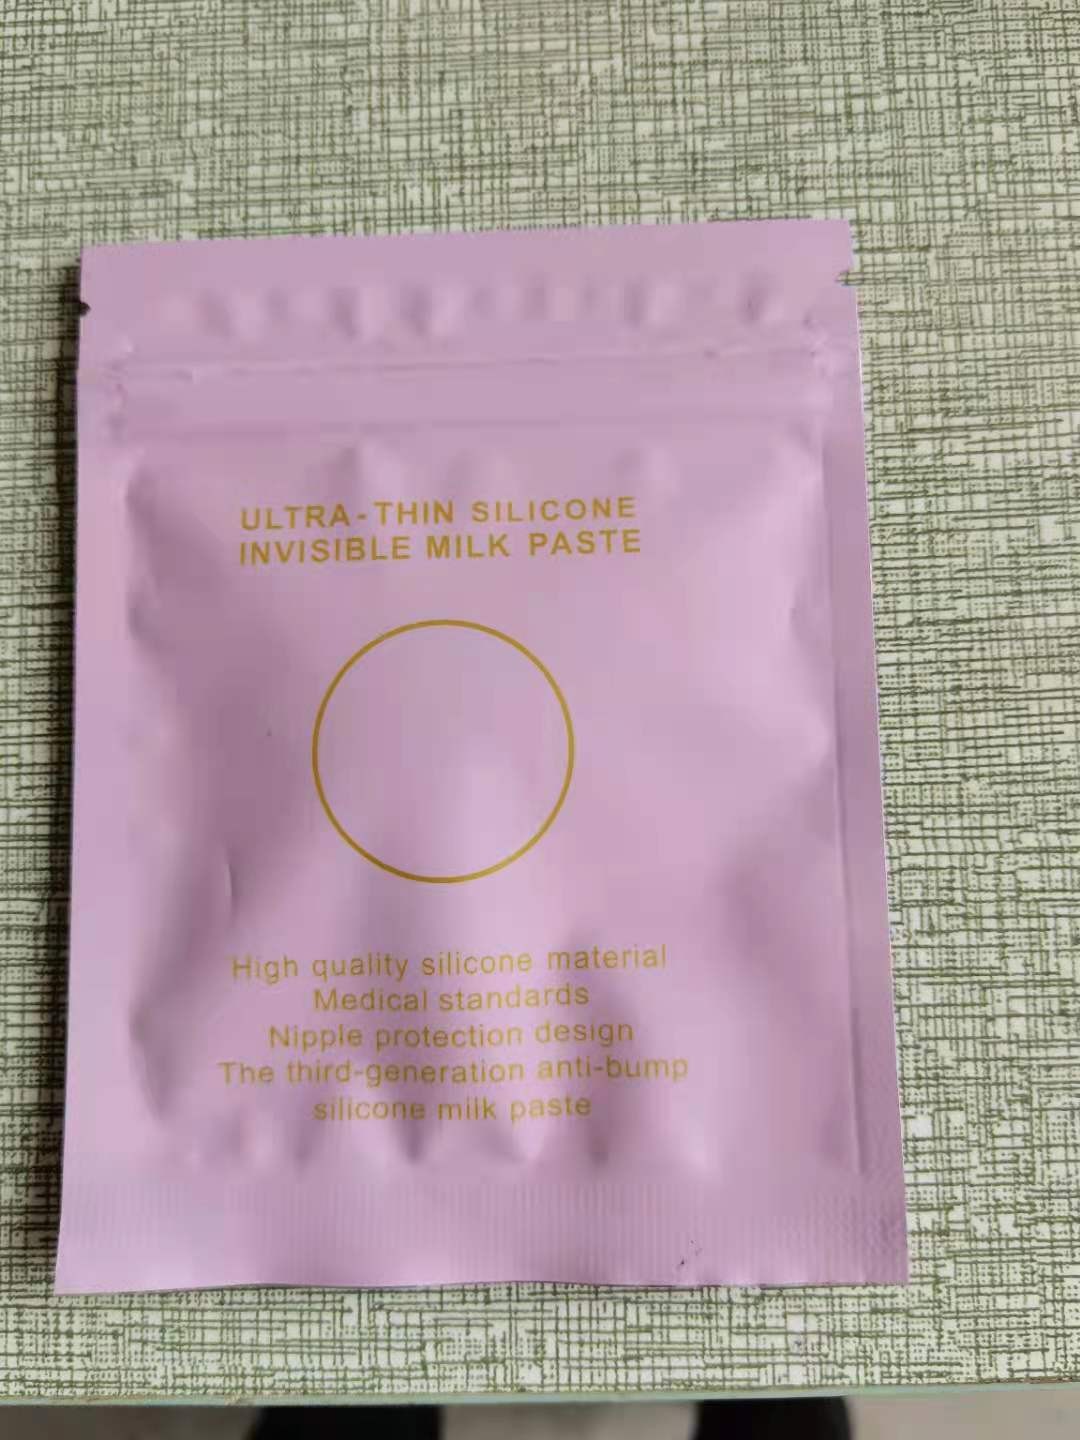 ULTRA-THIN SILICONE
INVISIBLE MILK PASTE
High quality silicone material
Medical standards
Nipple protection design
The third-generation anti-bump
silicone milk paste